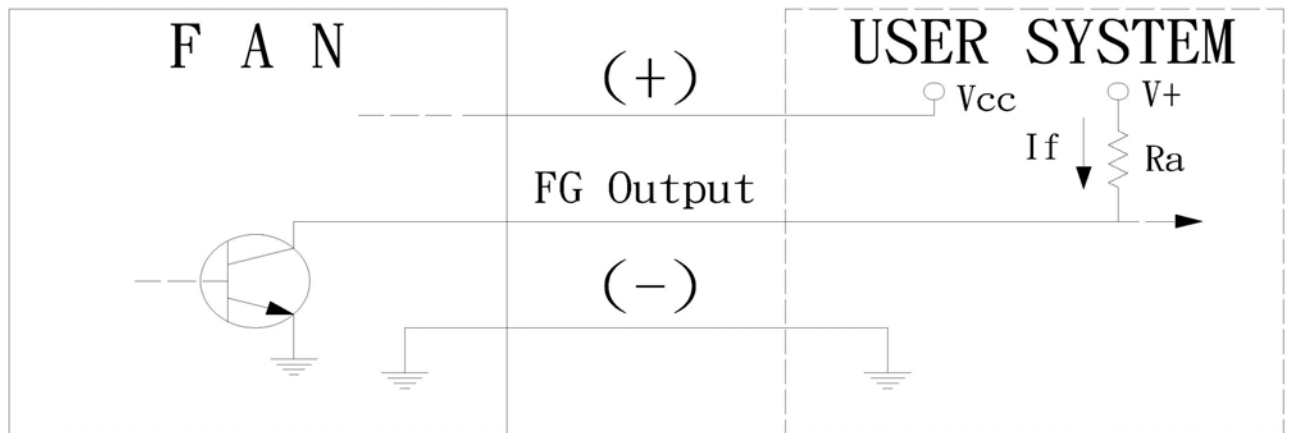 F A N
USER SYSTEM
(+)
Vcc
V+
If
Ra
FG Output
(-)